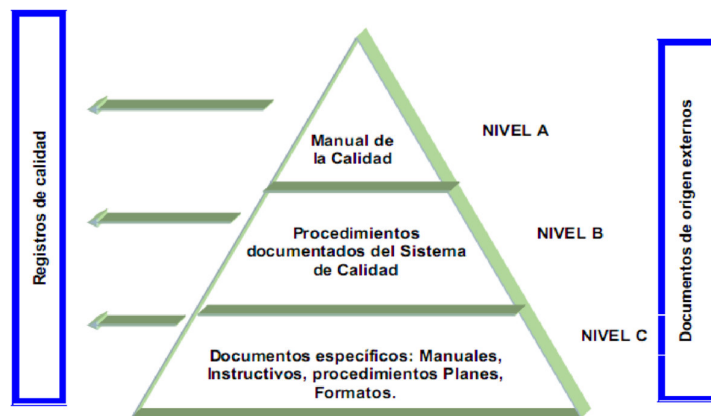 Registros de calidad
Manual de
la Calidad
NIVEL A
Procedimientos
documentados del Sistema
de Calidad
NIVEL B
Documentos específicos: Manuales,
Instructivos, procedimientos Planes,
Formatos.
NIVEL C
Documentos de origen externos